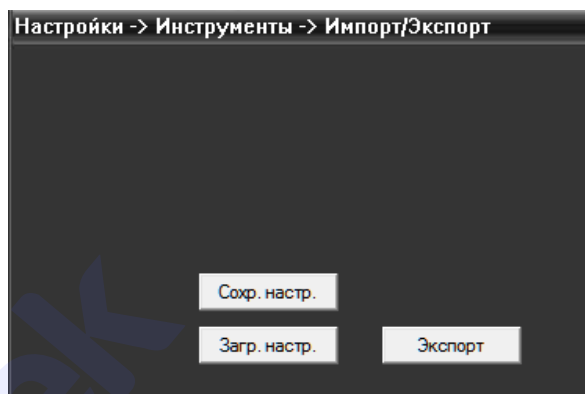 Настройки -> Инструменты -> Импорт/Экспорт
Сохр. настр.
Загр. настр.
Экспорт